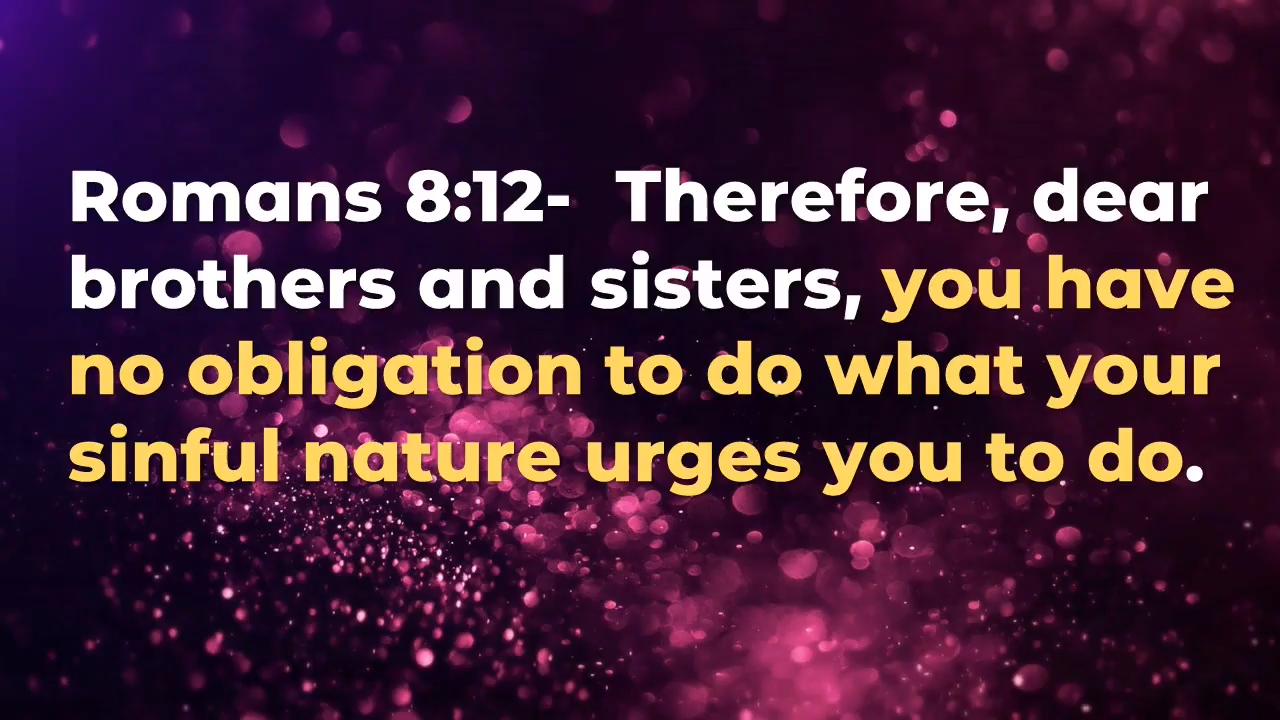 Romans 8:12-  Therefore, dear
brothers and sisters, you have
no obligation to do what your
sinful nature urges you to do.